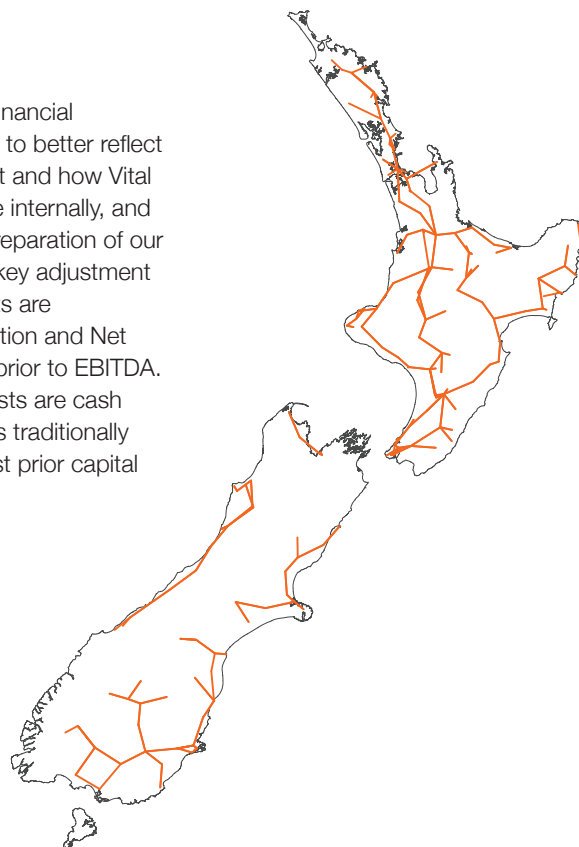 nancial
to better reflect
t and how Vital
e internally, and
reparation of our
key adjustment
ts are
tion and Net
prior to EBITDA.
sts are cash
s traditionally
st prior capital